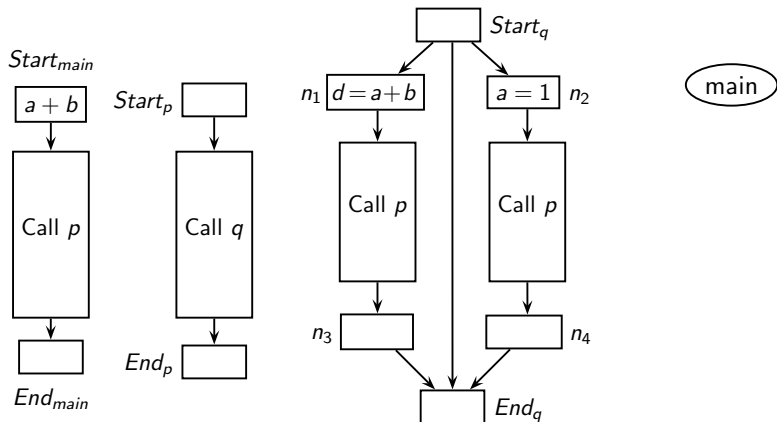 Start_q
Start_main
a + b
Start_p
n_1
d = a + b
a = 1
n_2
main
Call p
Call q
Call p
Call p
n_3
n_4
End_p
End_main
End_q